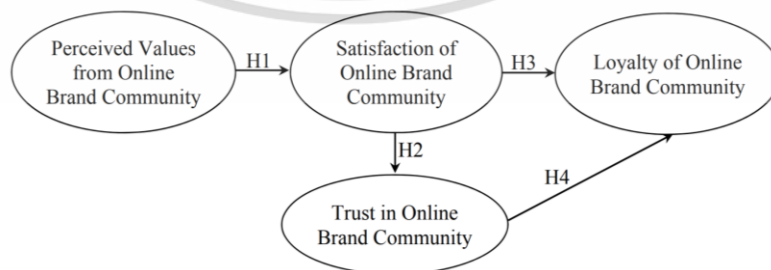 Perceived Values
from Online
Brand Community
H1
Satisfaction of
Online Brand
Community
H3
Loyalty of Online
Brand Community
H2
H4
Trust in Online
Brand Community